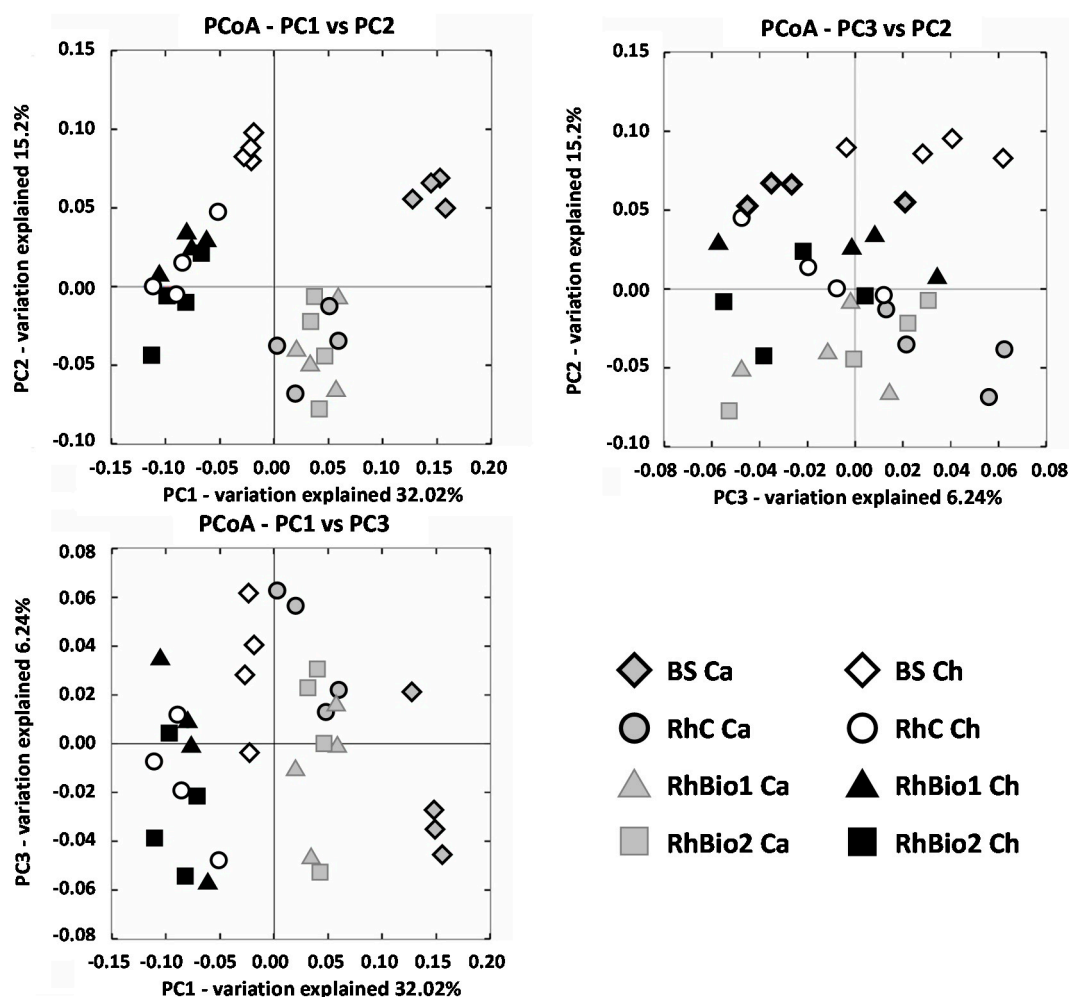 PCoA - PC1 vs PC2
PC2 - variation explained 15.2%
0.15
0.10
0.05
0.00
-0.05
-0.10
-0.15 -0.10 -0.05 0.00 0.05 0.10 0.15 0.20
PC1 - variation explained 32.02%
PCoA - PC3 vs PC2
PC2 - variation explained 15.2%
0.15
0.10
0.05
0.00
-0.05
-0.10
-0.08 -0.06 -0.04 -0.02 0.00 0.02 0.04 0.06 0.08
PC3 - variation explained 6.24%
PCoA - PC1 vs PC3
PC3 - variation explained 6.24%
0.08
0.06
0.04
0.02
0.00
-0.02
-0.04
-0.06
-0.08
-0.15 -0.10 -0.05 0.00 0.05 0.10 0.15 0.20
PC1 - variation explained 32.02%
BS Ca BS Ch
RhC Ca RhC Ch
RhBio1 Ca RhBio1 Ch
RhBio2 Ca RhBio2 Ch